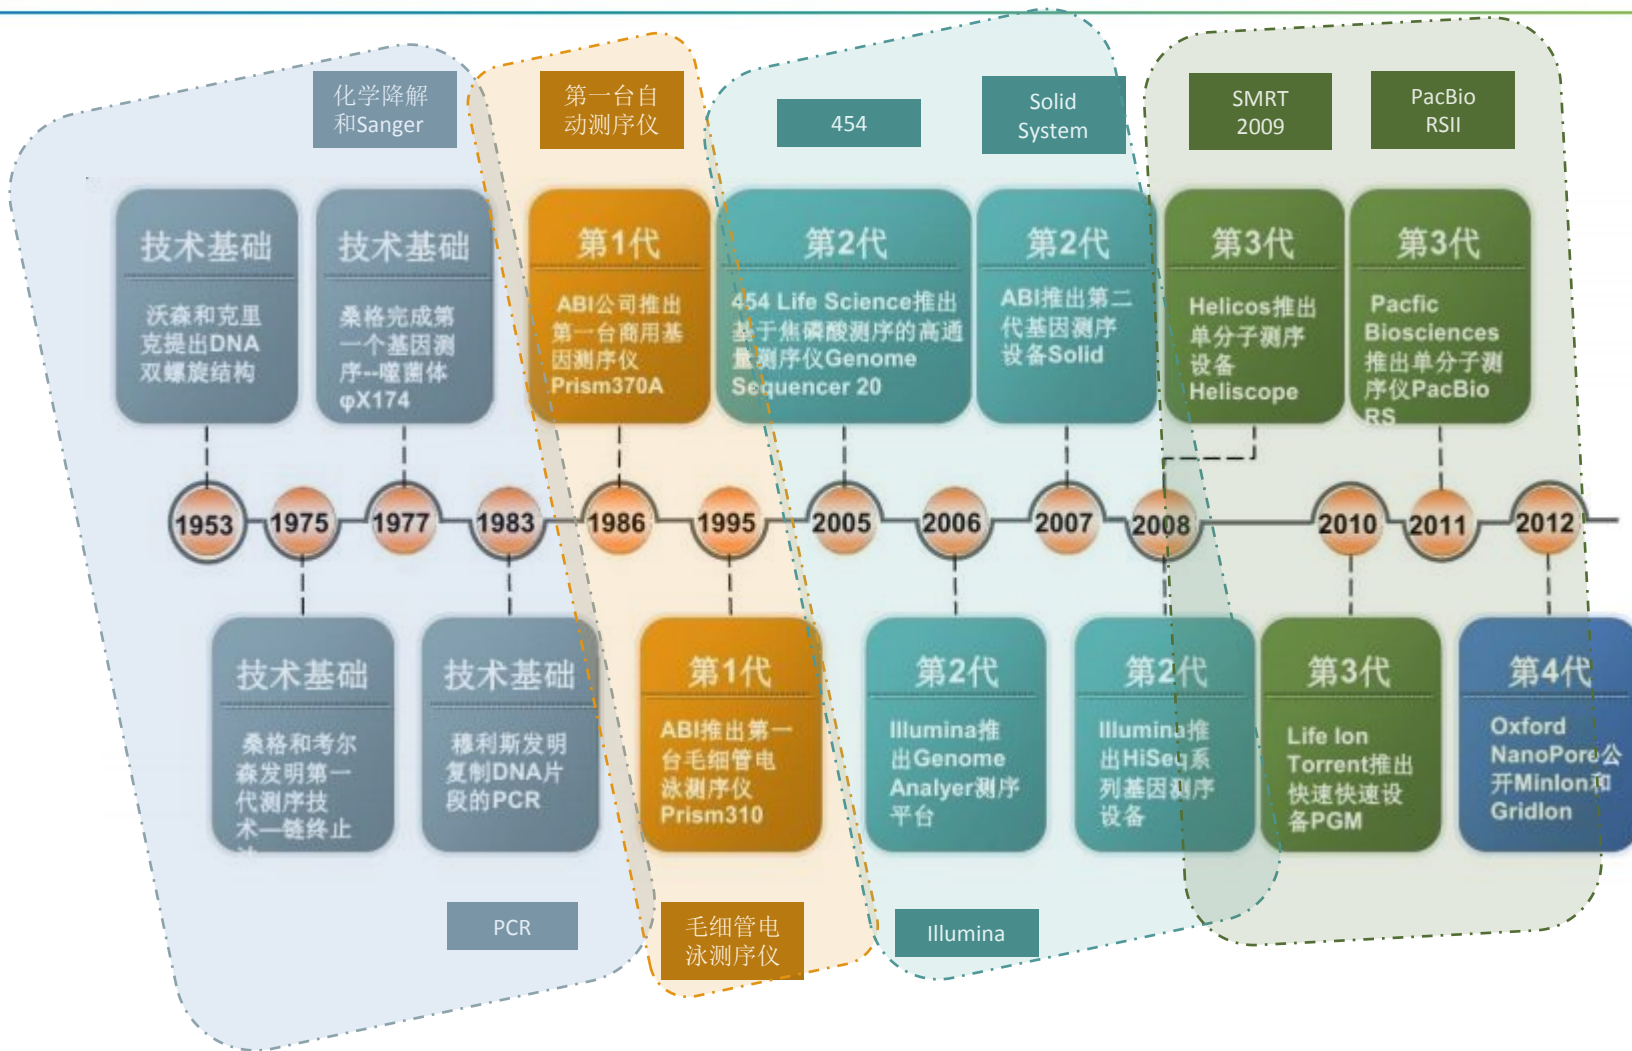 化学降解
和Sanger
第一台自
动测序仪
454
Solid
System
SMRT
2009
PacBio
RSII
技术基础
沃森和克里
克提出DNA
双螺旋结构
技术基础
桑格完成第
一个基因测
序--噬菌体
φX174
第1代
ABI公司推出
第一台商用基
因测序仪
Prism370A
第2代
454 Life Science推出
基于焦磷酸测序的高通
量测序仪Genome
Sequencer 20
第2代
ABI推出第二
代基因测序
设备Solid
第3代
Helicos推出
单分子测序
设备
Heliscope
第3代
Pacfic
Biosciences
推出单分子测
序仪PacBio
RS
1953
1975
1977
1983
1986
1995
2005
2006
2007
2008
2010
2011
2012
技术基础
桑格和考尔
森发明第一
代测序技
术—链终止
技术基础
穆利斯发明
复制DNA片
段的PCR
第1代
ABI推出第一
台毛细管电
泳测序仪
Prism310
第2代
Illumina推
出Genome
Analyer测序
平台
第2代
Illumina推
出HiSeq系
列基因测序
设备
第3代
Life Ion
Torrent推出
快速快速设
备PGM
第4代
Oxford
NanoPore公
开MinIon和
GridIon
PCR
毛细管电
泳测序仪
Illumina